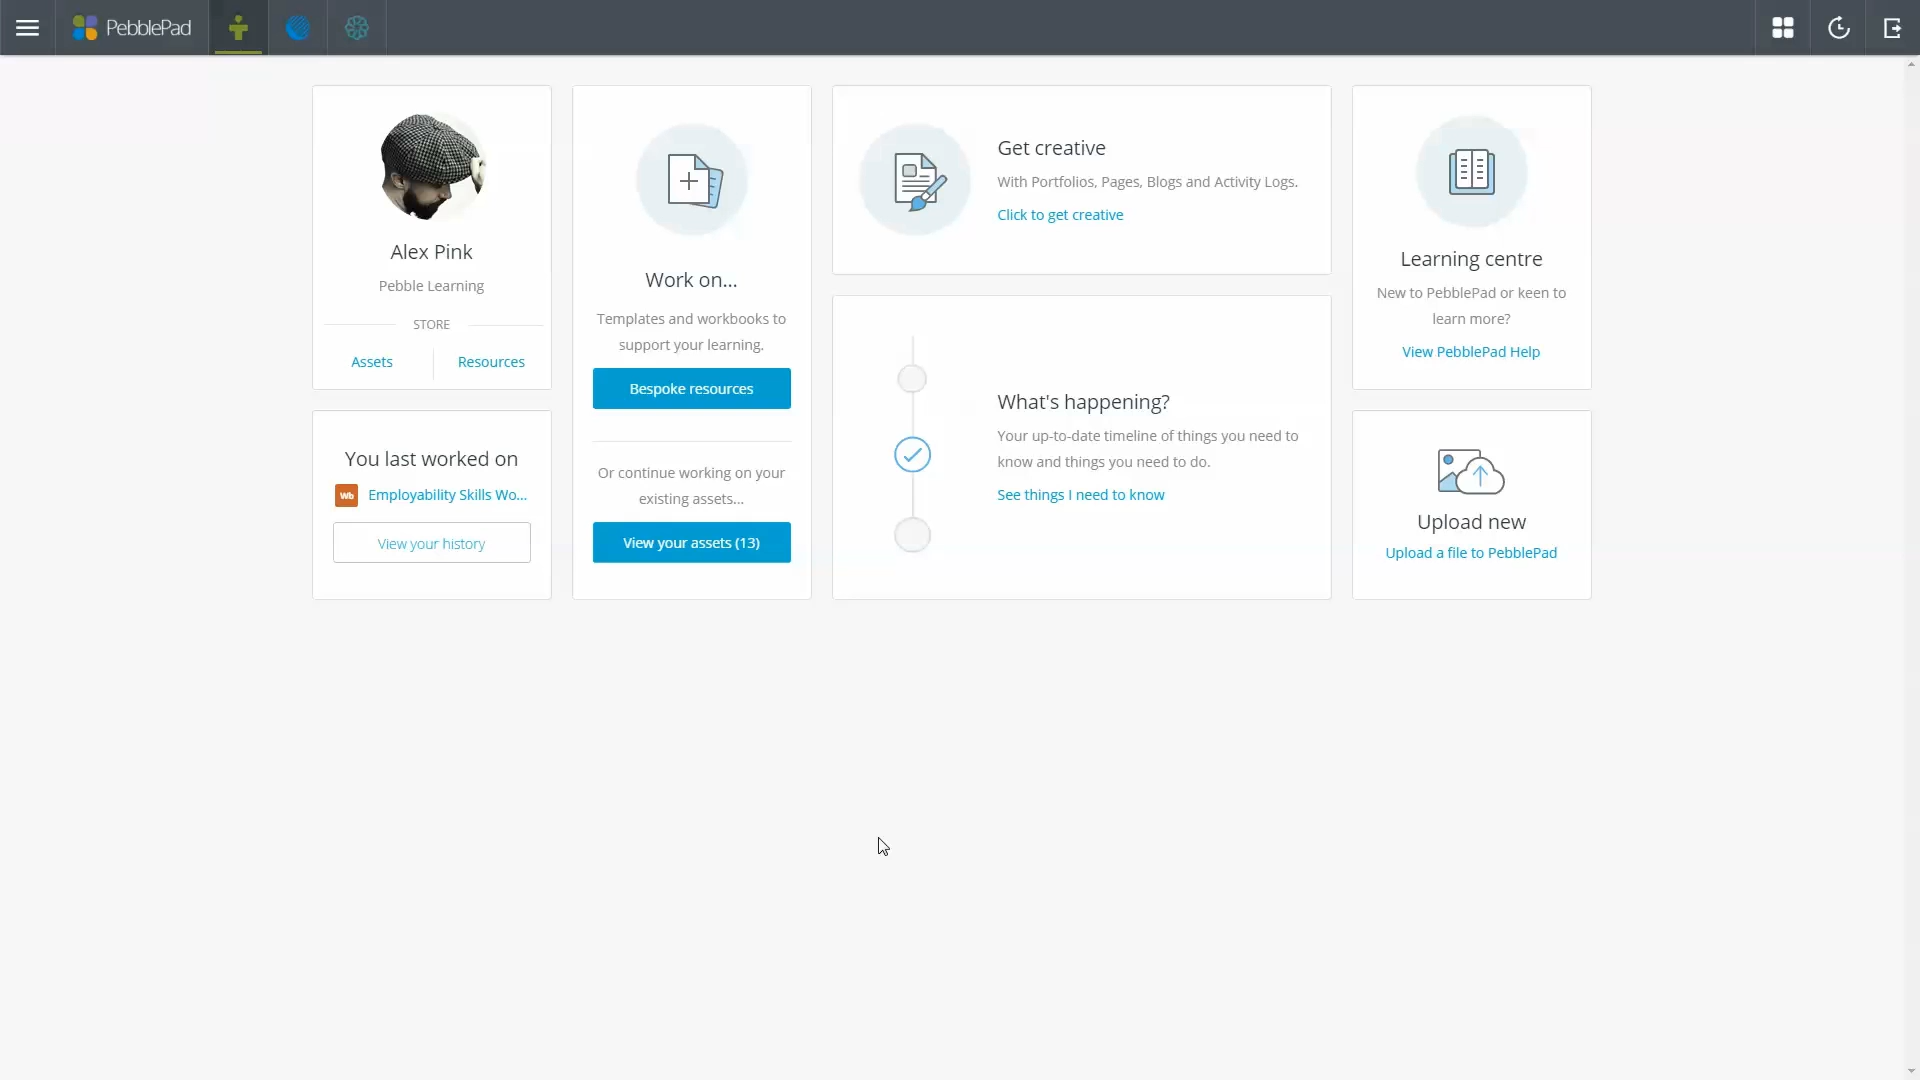 PebblePad
Alex Pink
Pebble Learning
STORE
Assets
Resources
You last worked on
Wb
Employability Skills Wo...
View your history
Work on...
Templates and workbooks to
support your learning.
Bespoke resources
Or continue working on your
existing assets...
View your assets (13)
Get creative
With Portfolios, Pages, Blogs and Activity Logs.
Click to get creative
What's happening?
Your up-to-date timeline of things you need to
know and things you need to do.
See things I need to know
Learning centre
New to PebblePad or keen to
learn more?
View PebblePad Help
Upload new
Upload a file to PebblePad